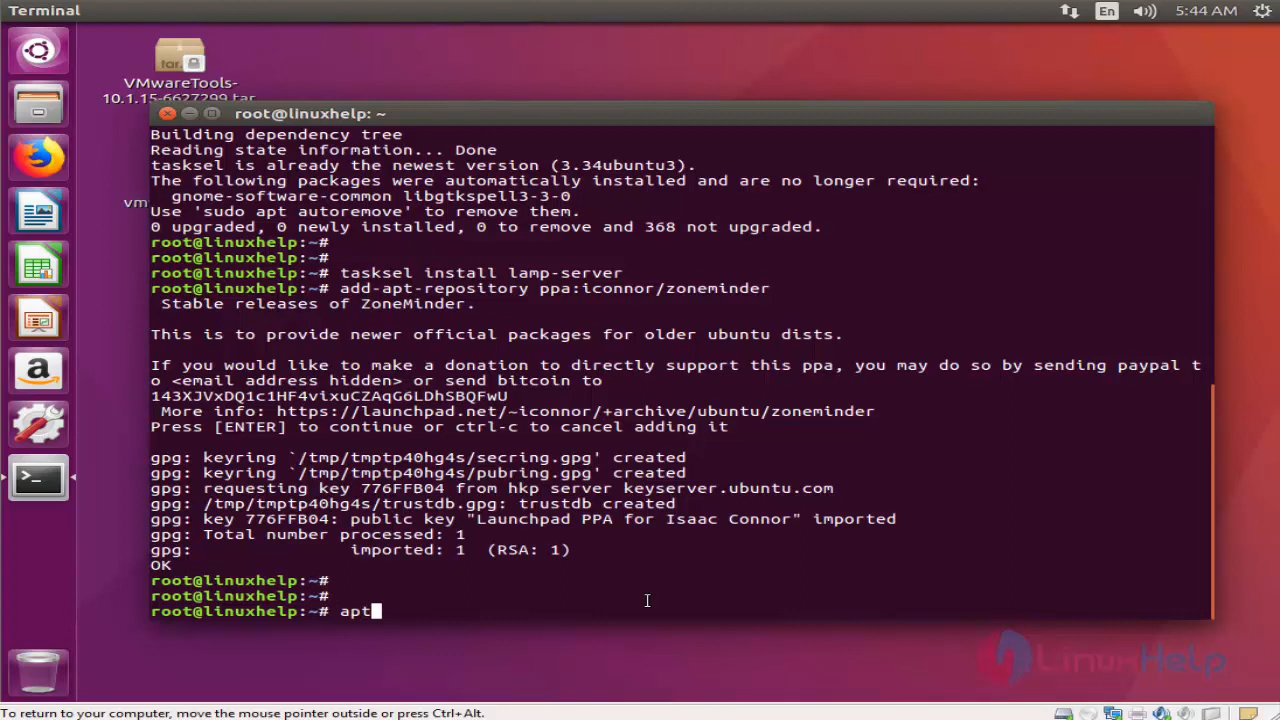 Terminal
En
5:44 AM
tar.
VMwareTools-
10.1.15-6627299.tar.
vm
root@linuxhelp: ~
Building dependency tree
Reading state information... Done
tasksel is already the newest version (3.34ubuntu3).
The following packages were automatically installed and are no longer required:
  gnome-software-common libgtkspell3-3-0
Use 'sudo apt autoremove' to remove them.
0 upgraded, 0 newly installed, 0 to remove and 368 not upgraded.
root@linuxhelp:~#
root@linuxhelp:~#
root@linuxhelp:~# tasksel install lamp-server
root@linuxhelp:~# add-apt-repository ppa:iconnor/zoneminder
 Stable releases of ZoneMinder.
This is to provide newer official packages for older ubuntu dists.
If you would like to make a donation to directly support this ppa, you may do so by sending paypal t
o <email address hidden> or send bitcoin to
143XJVxDQ1c1HF4vixuCZAqG6LDhSBQFwU
 More info: https://launchpad.net/~iconnor/+archive/ubuntu/zoneminder
Press [ENTER] to continue or ctrl-c to cancel adding it
gpg: keyring `/tmp/tmptp40hg4s/secring.gpg' created
gpg: keyring `/tmp/tmptp40hg4s/pubring.gpg' created
gpg: requesting key 776FFB04 from hkp server keyserver.ubuntu.com
gpg: /tmp/tmptp40hg4s/trustdb.gpg: trustdb created
gpg: key 776FFB04: public key "Launchpad PPA for Isaac Connor" imported
gpg: Total number processed: 1
gpg:               imported: 1  (RSA: 1)
OK
root@linuxhelp:~#
root@linuxhelp:~#
root@linuxhelp:~# apt
LinuxHelp
To return to your computer, move the mouse pointer outside or press Ctrl+Alt.